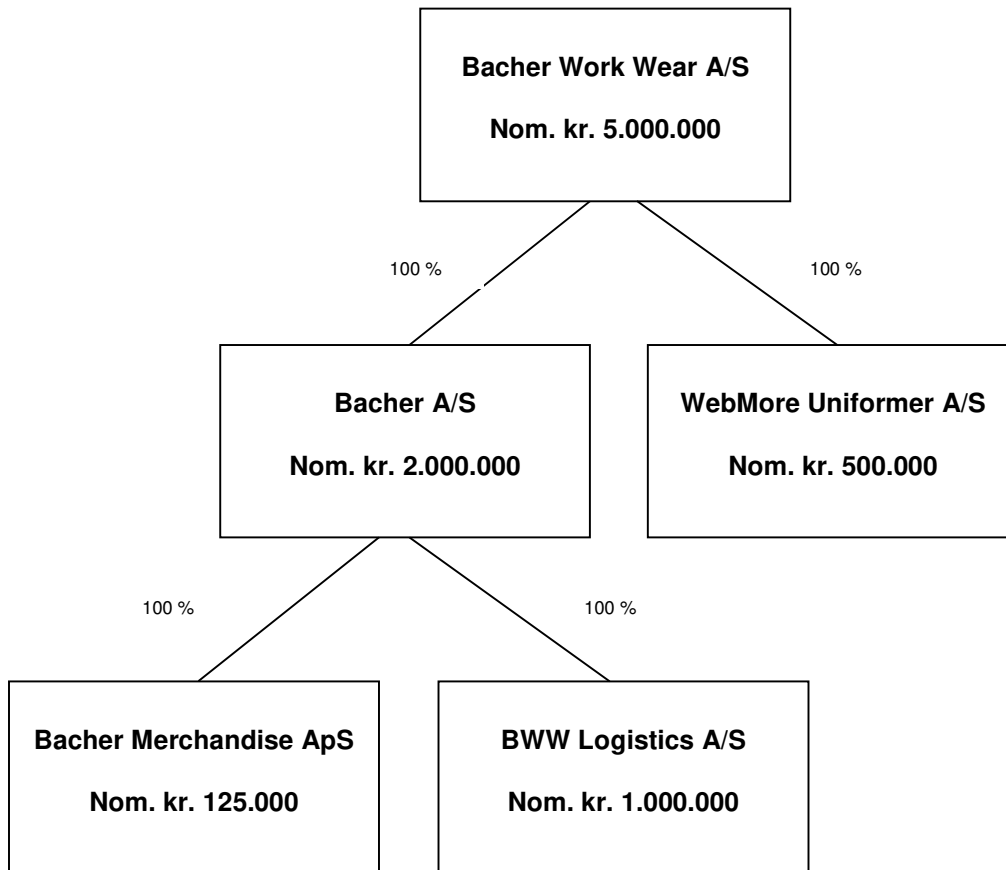 Bacher Work Wear A/S
Nom. kr. 5.000.000
100 %
100 %
Bacher A/S
Nom. kr. 2.000.000
WebMore Uniformer A/S
Nom. kr. 500.000
100 %
100 %
Bacher Merchandise ApS
Nom. kr. 125.000
BWW Logistics A/S
Nom. kr. 1.000.000